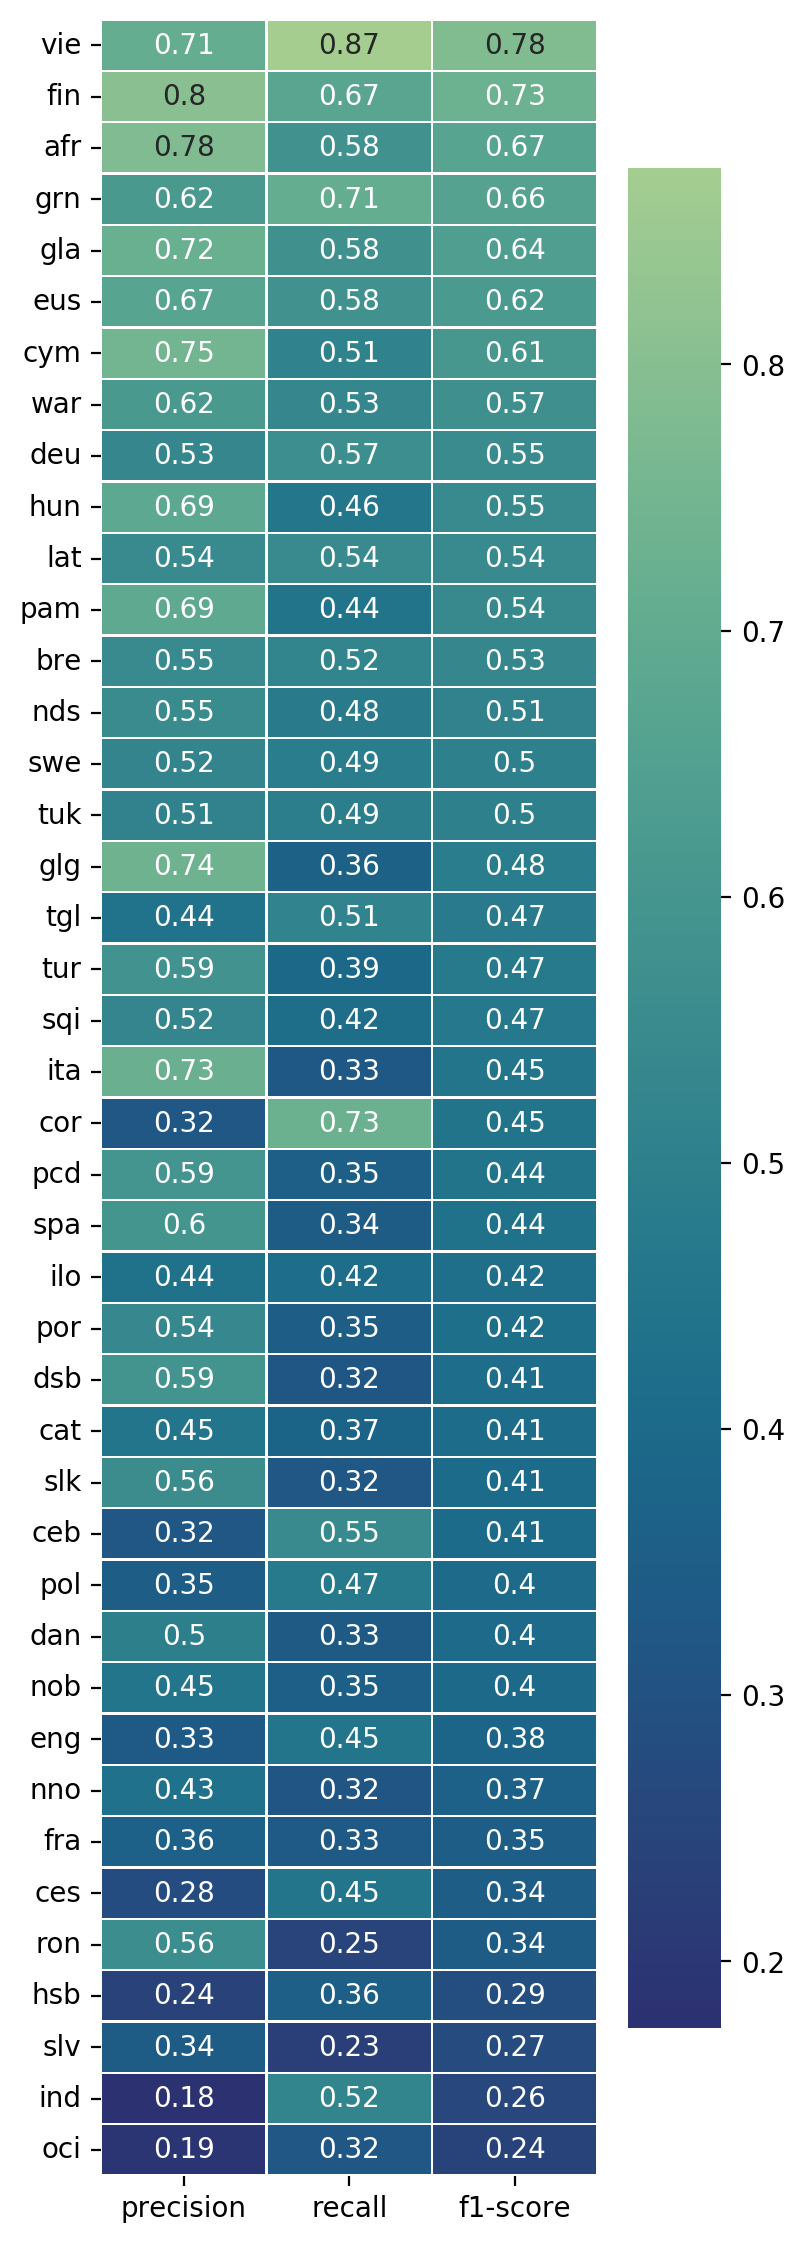 vie 0.71 0.87 0.78
fin 0.8 0.67 0.73
afr 0.78 0.58 0.67
grn 0.62 0.71 0.66
gla 0.72 0.58 0.64
eus 0.67 0.58 0.62
cym 0.75 0.51 0.61
war 0.62 0.53 0.57
deu 0.53 0.57 0.55
hun 0.69 0.46 0.55
lat 0.54 0.54 0.54
pam 0.69 0.44 0.54
bre 0.55 0.52 0.53
nds 0.55 0.48 0.51
swe 0.52 0.49 0.5
tuk 0.51 0.49 0.5
glg 0.74 0.36 0.48
tgl 0.44 0.51 0.47
tur 0.59 0.39 0.47
sqi 0.52 0.42 0.47
ita 0.73 0.33 0.45
cor 0.32 0.73 0.45
pcd 0.59 0.35 0.44
spa 0.6 0.34 0.44
ilo 0.44 0.42 0.42
por 0.54 0.35 0.42
dsb 0.59 0.32 0.41
cat 0.45 0.37 0.41
slk 0.56 0.32 0.41
ceb 0.32 0.55 0.41
pol 0.35 0.47 0.4
dan 0.5 0.33 0.4
nob 0.45 0.35 0.4
eng 0.33 0.45 0.38
nno 0.43 0.32 0.37
fra 0.36 0.33 0.35
ces 0.28 0.45 0.34
ron 0.56 0.25 0.34
hsb 0.24 0.36 0.29
slv 0.34 0.23 0.27
ind 0.18 0.52 0.26
oci 0.19 0.32 0.24
precision recall f1-score
0.8
0.7
0.6
0.5
0.4
0.3
0.2